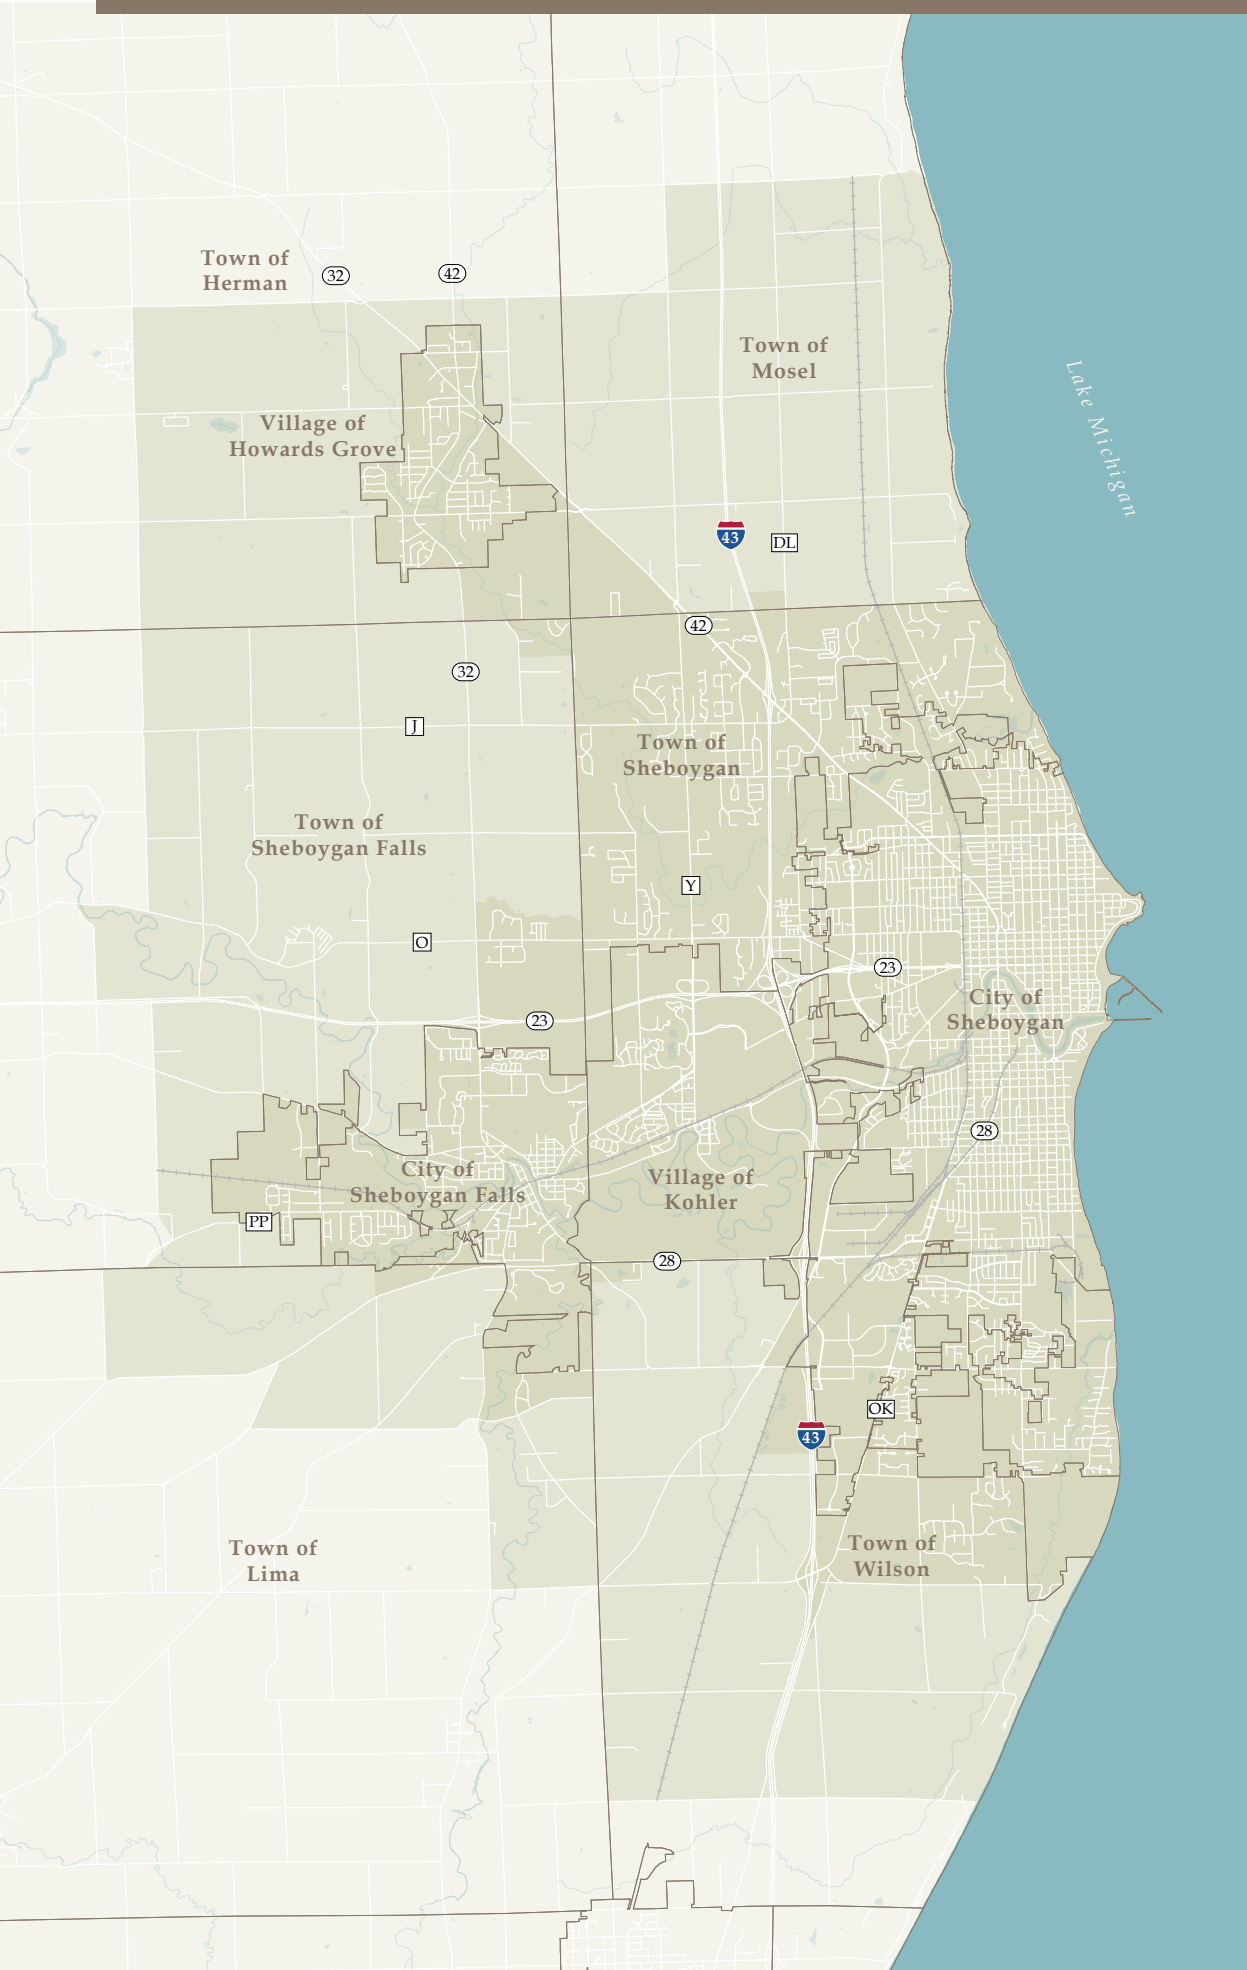 Town of
Herman
32
42
Town of
Mosel
Lake Michigan
Village of
Howards Grove
43
DL
42
32
J
Town of
Sheboygan
Town of
Sheboygan Falls
Y
O
23
City of
Sheboygan
23
28
City of
Sheboygan Falls
Village of
Kohler
PP
28
OK
43
Town of
Wilson
Town of
Lima